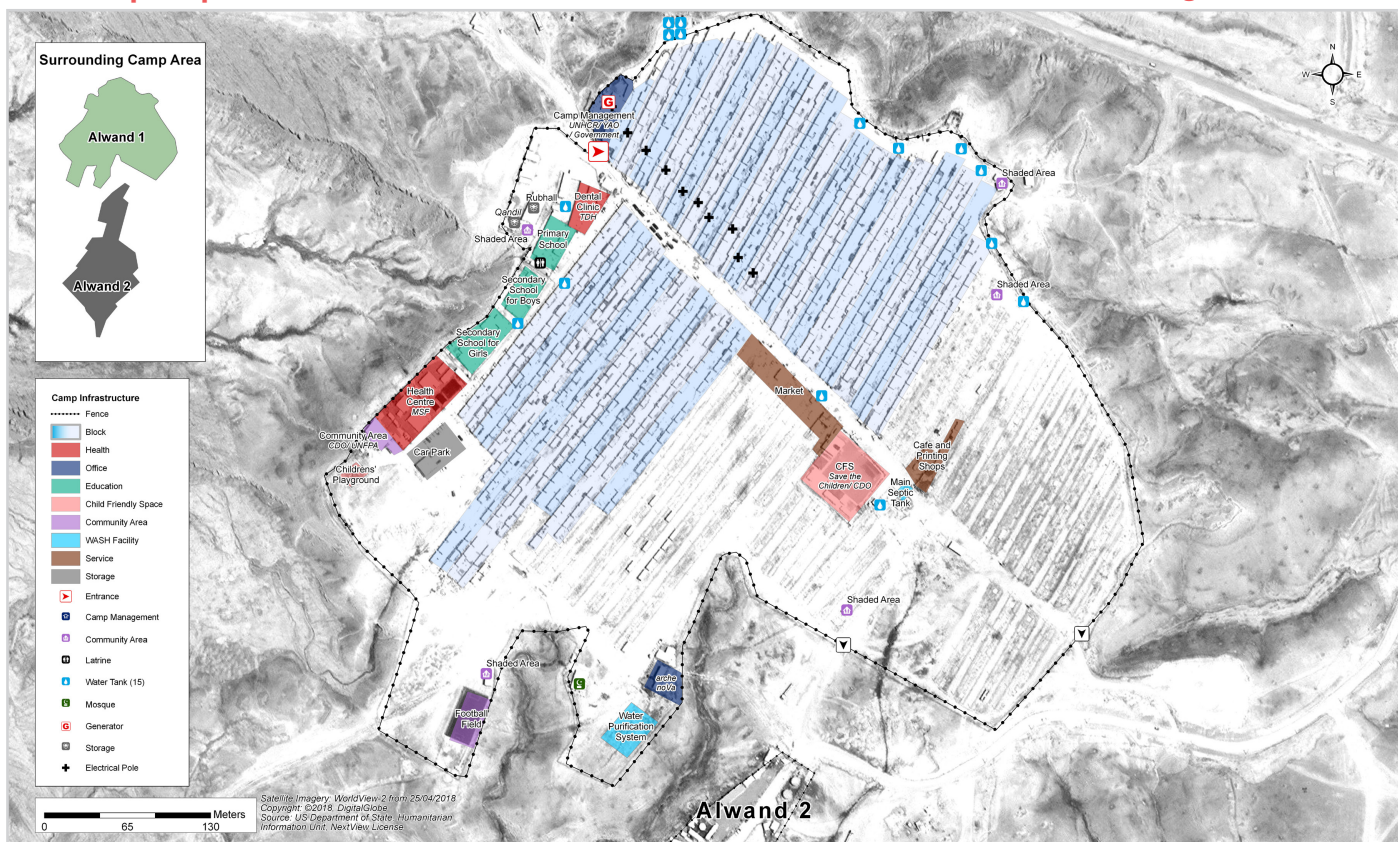 Surrounding Camp Area
Alwand 1
Alwand 2
N
W
E
S
G
Camp Management
UNHCR/ YAO
/ Government
Shaded Area
Rubhall
Qandil
Dental
Clinic
TDH
Shaded Area
Primary
School
Secondary
School
for Boys
Shaded Area
Secondary
School for
Girls
Health
Centre
MSF
Market
Community Area
CDO/ UNFPA
Car Park
Childrens'
Playground
CFS
Save the
Children/ CDO
Cafe and
Printing
Shops
Main
Septic
Tank
Shaded Area
Shaded Area
arche
noVa
Football
Field
Water
Purification
System
Alwand 2
Camp Infrastructure
Fence
Block
Health
Office
Education
Child Friendly Space
Community Area
WASH Facility
Service
Storage
Entrance
Camp Management
Community Area
Latrine
Water Tank (15)
Mosque
G
Generator
Storage
Electrical Pole
Meters
0
65
130
Satellite Imagery: WorldView-2 from 25/04/2018
Copyright: ©2018, DigitalGlobe
Source: US Department of State, Humanitarian
Information Unit, NextView License